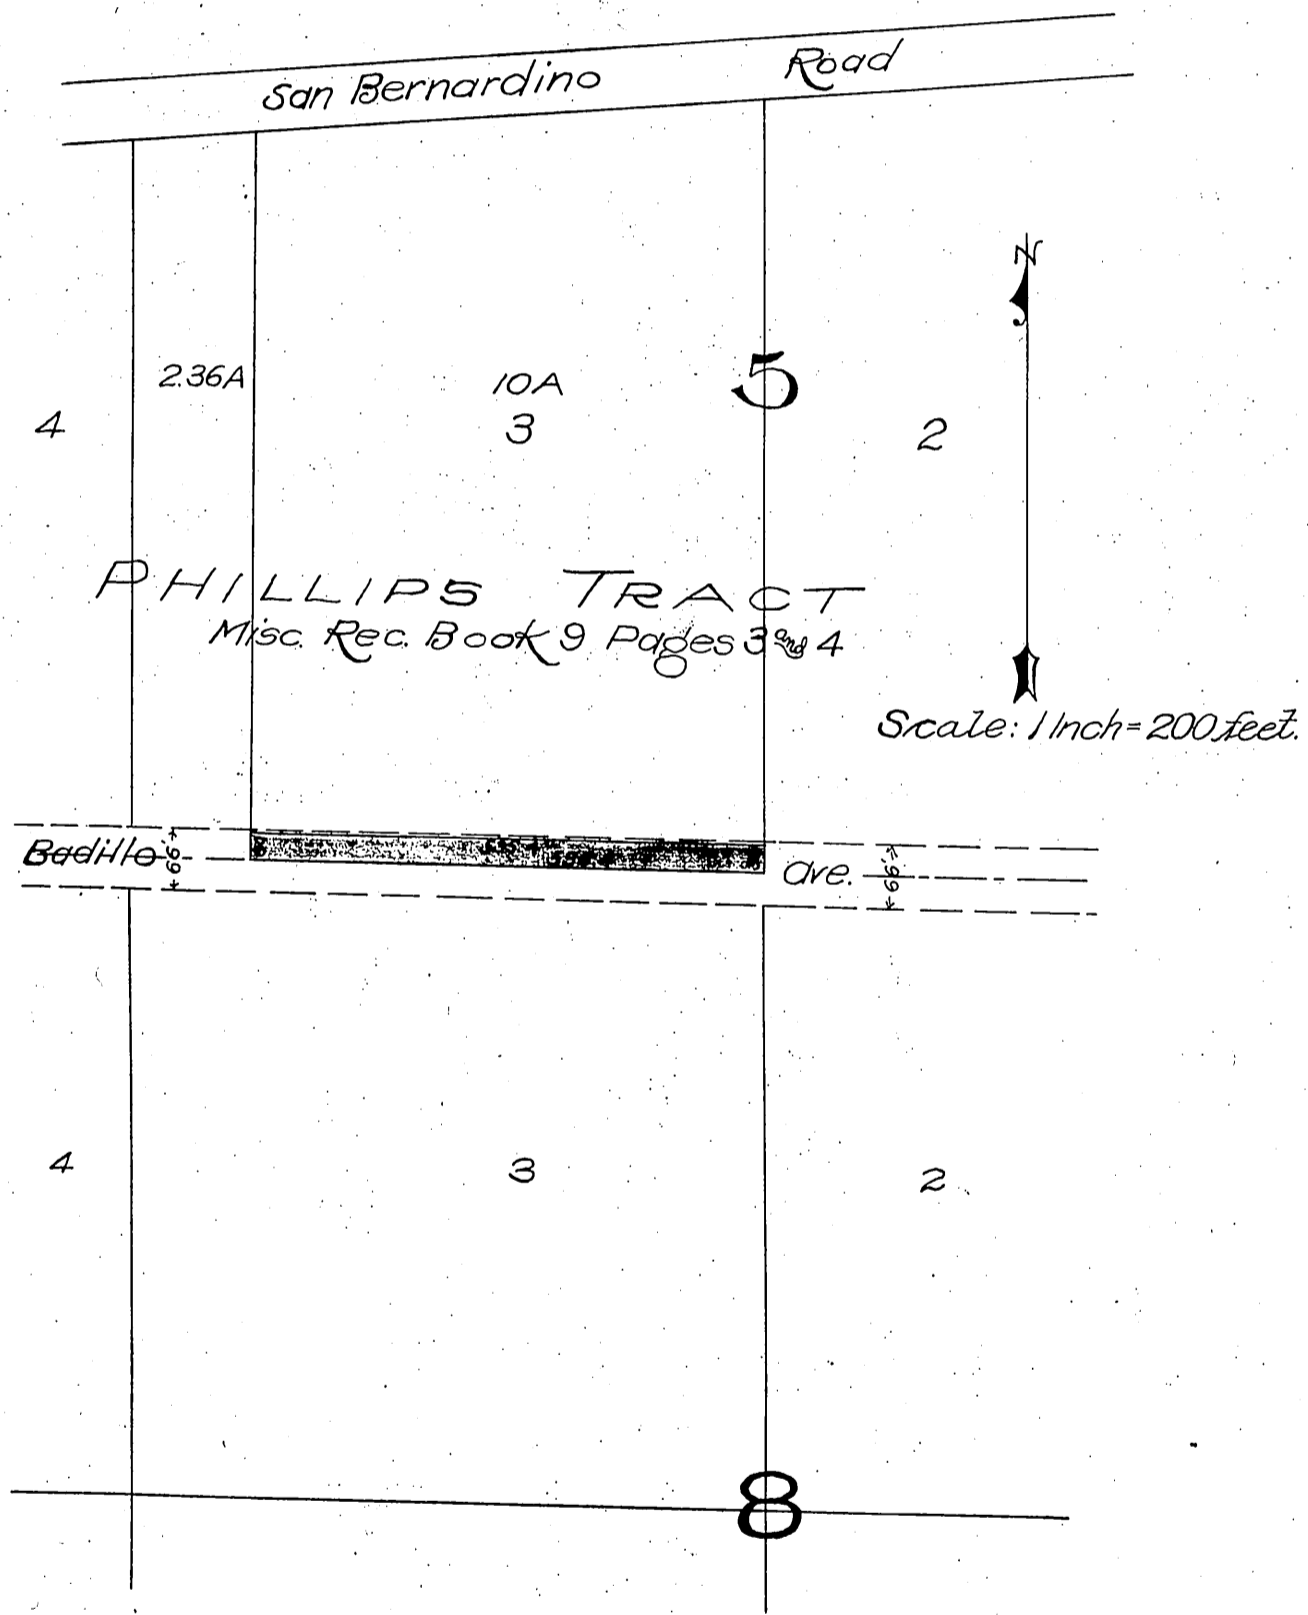 San Bernardino Road
N
2.36A
10A
5
4
3
2
PHILLIPS TRACT
Misc. Rec. Book 9 Pages 3 and 4
Scale: 1 Inch = 200 feet.
Badillo Ave.
66'
66'
4
3
2
8